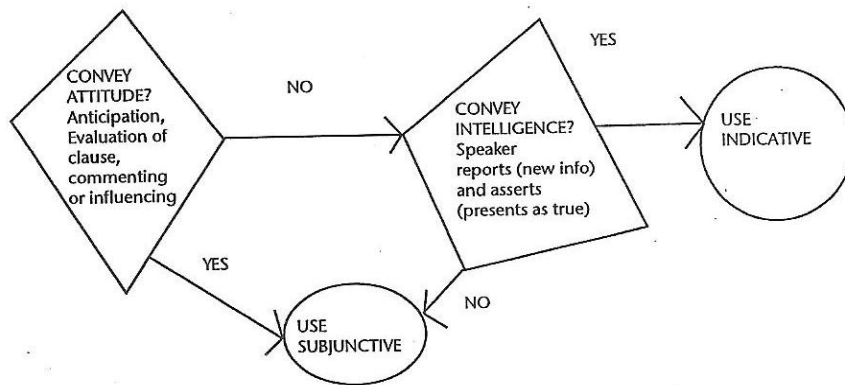 CONVEY
ATTITUDE?
Anticipation,
Evaluation of
clause,
commenting
or influencing
NO
YES
CONVEY
INTELLIGENCE?
Speaker
reports (new info)
and asserts
(presents as true)
YES
NO
USE
INDICATIVE
USE
SUBJUNCTIVE